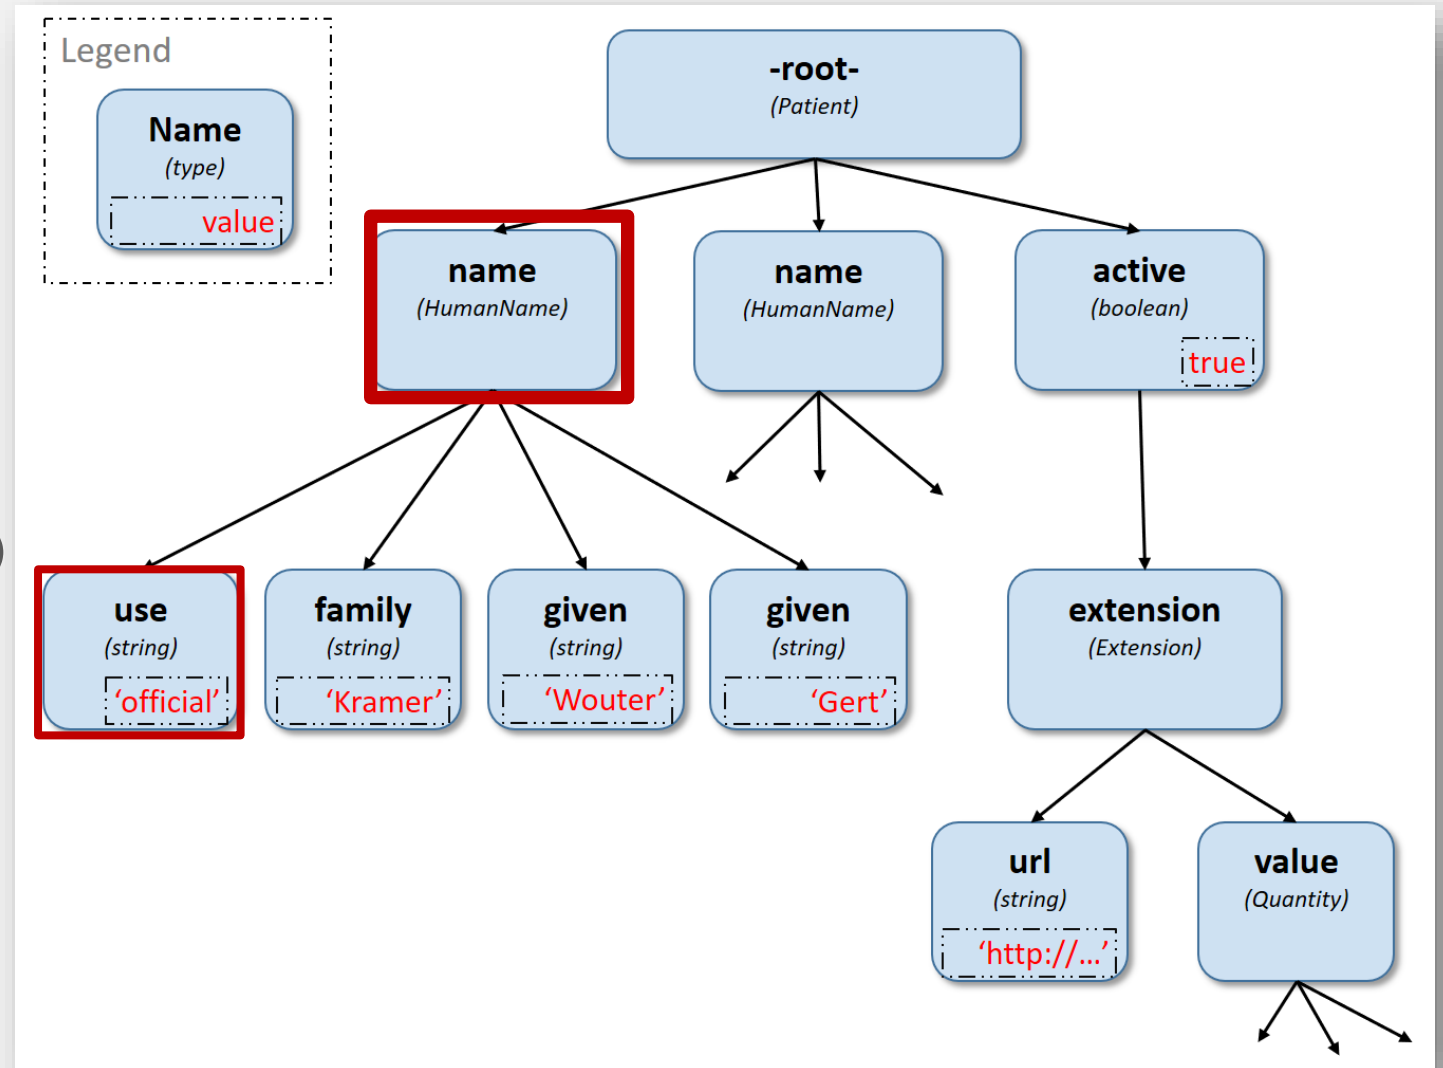 Legend
Name
(type)
value
-root-
(Patient)
name
(HumanName)
name
(HumanName)
active
(boolean)
true
use
(string)
‘official’
family
(string)
‘Kramer’
given
(string)
‘Wouter’
given
(string)
‘Gert’
extension
(Extension)
url
(string)
‘http://...’
value
(Quantity)